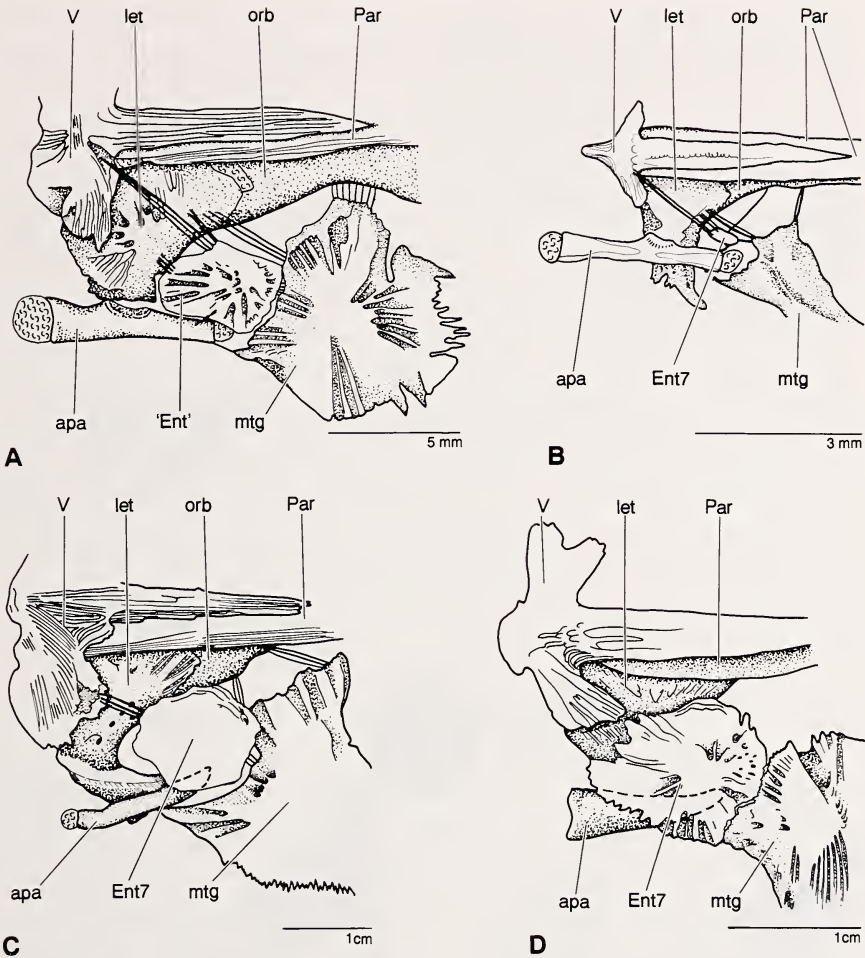 V let orb Par
apa 'Ent' mtg
5 mm
A
V let orb Par
apa Ent7 mtg
3 mm
B
V let orb Par
apa Ent7 mtg
1cm
C
V let Par
apa Ent7 mtg
1cm
D